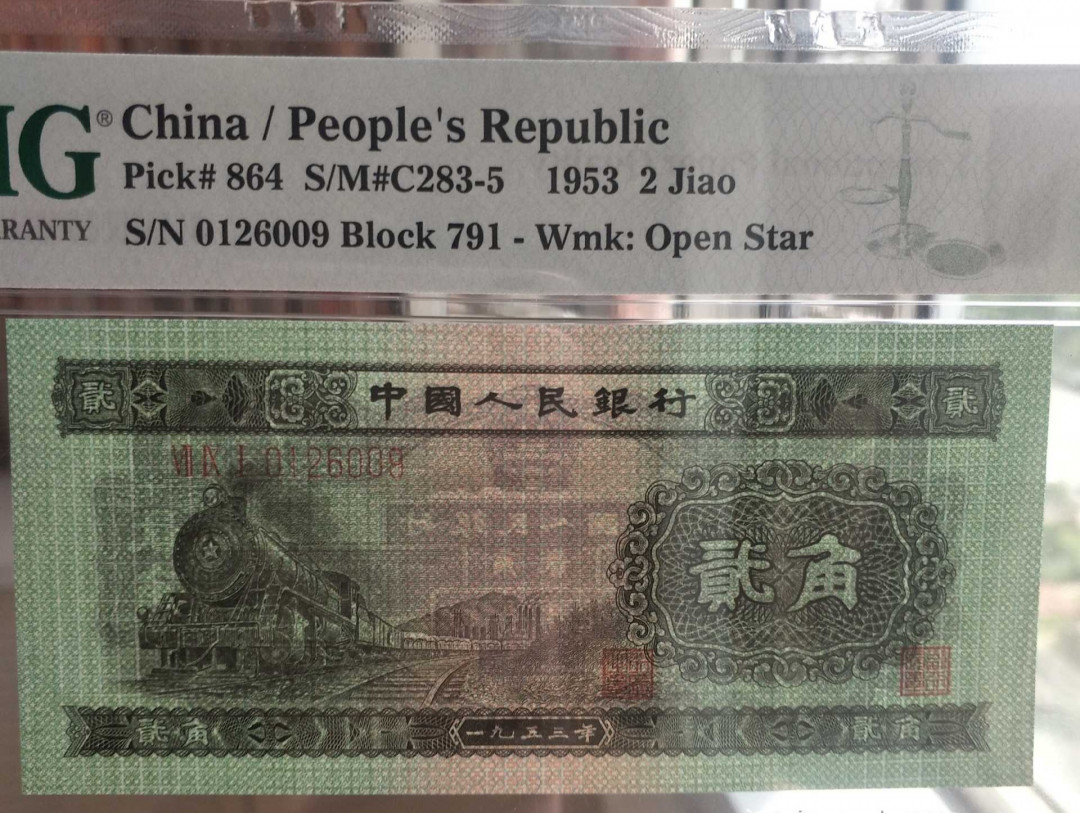 MG® China / People's Republic
Pick# 864 S/M#C283-5 1953 2 Jiao
RANTY S/N 0126009 Block 791 - Wmk: Open Star
貳 中國人民銀行 貳
VII IX I 0126009
貳角
貳角 一九五三年 貳角